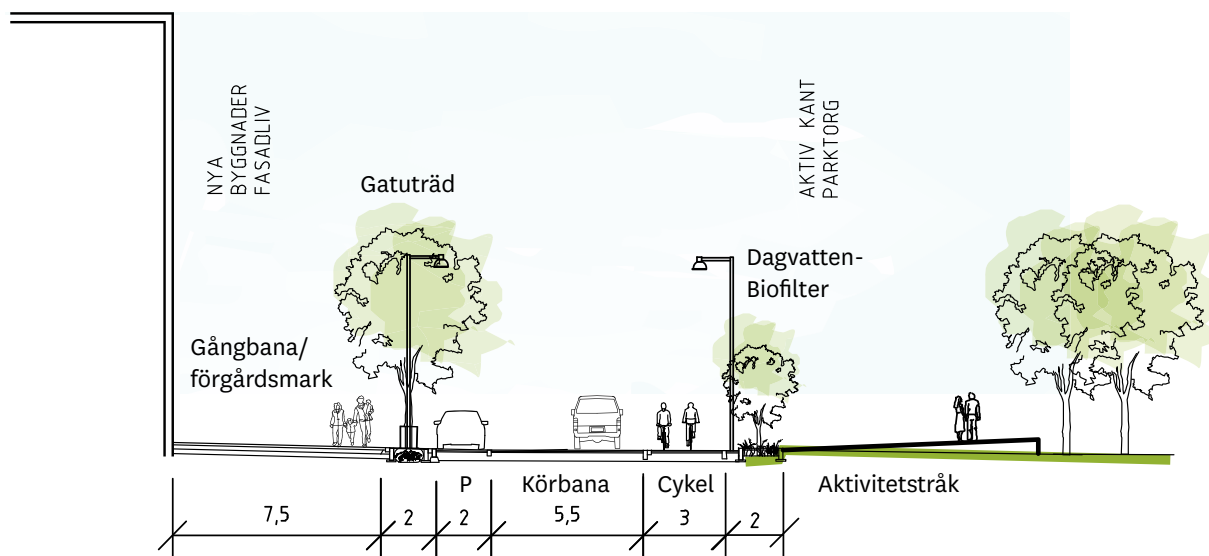 NYA
BYGGNADER
FASADLIV
AKTIV KANT
PARKTORG
Gatuträd
Dagvatten-
Biofilter
Gångbana/
förgårdsmark
P
Körbana
Cykel
Aktivitetstråk
7,5
2
2
5,5
3
2